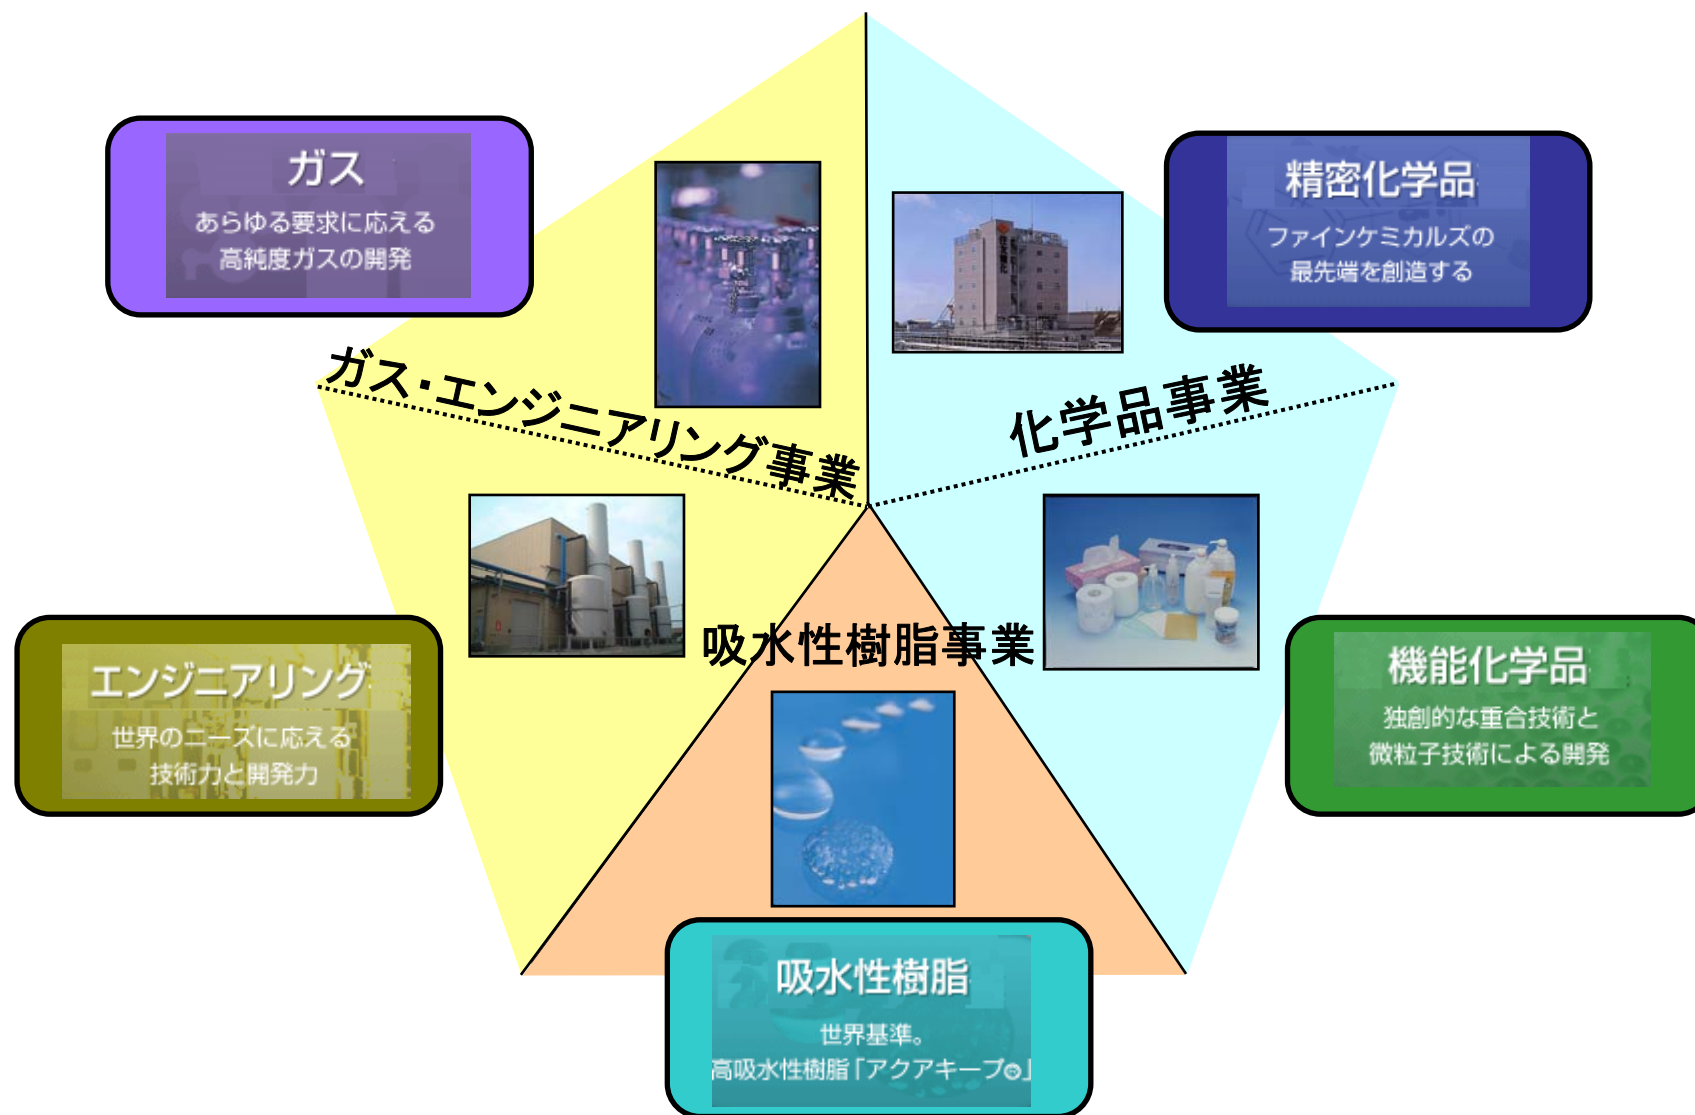 ガス
あらゆる要求に応える
高純度ガスの開発
精密化学品
ファインケミカルズの
最先端を創造する
住友精化
ガス・エンジニアリング事業
化学品事業
エンジニアリング
世界のニーズに応える
技術力と開発力
吸水性樹脂事業
機能化学品
独創的な重合技術と
微粒子技術による開発
吸水性樹脂
世界基準。
高吸水性樹脂「アクアキープ®」